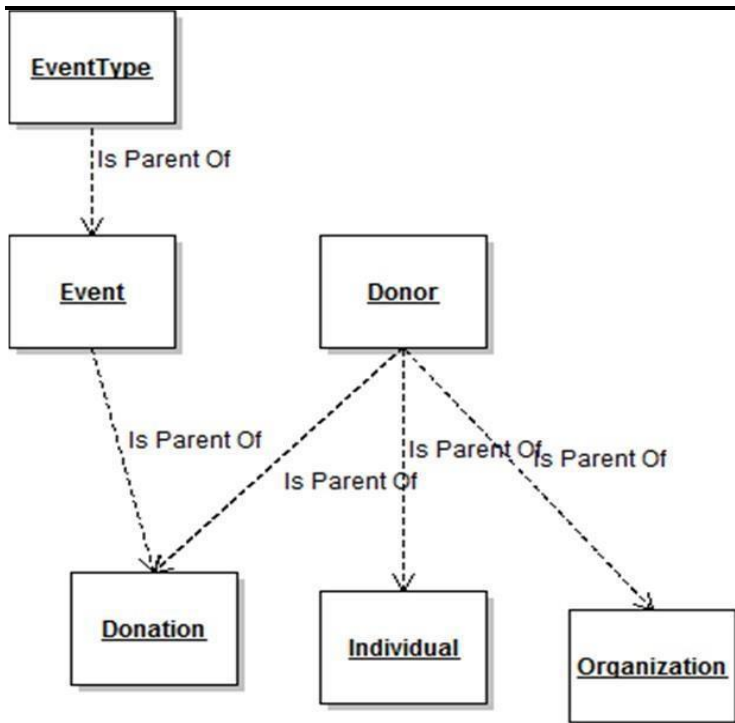 EventType
Is Parent Of
Event
Donor
Is Parent Of
Is Parent Of
Is Parent Of
Is Parent Of
Donation
Individual
Organization